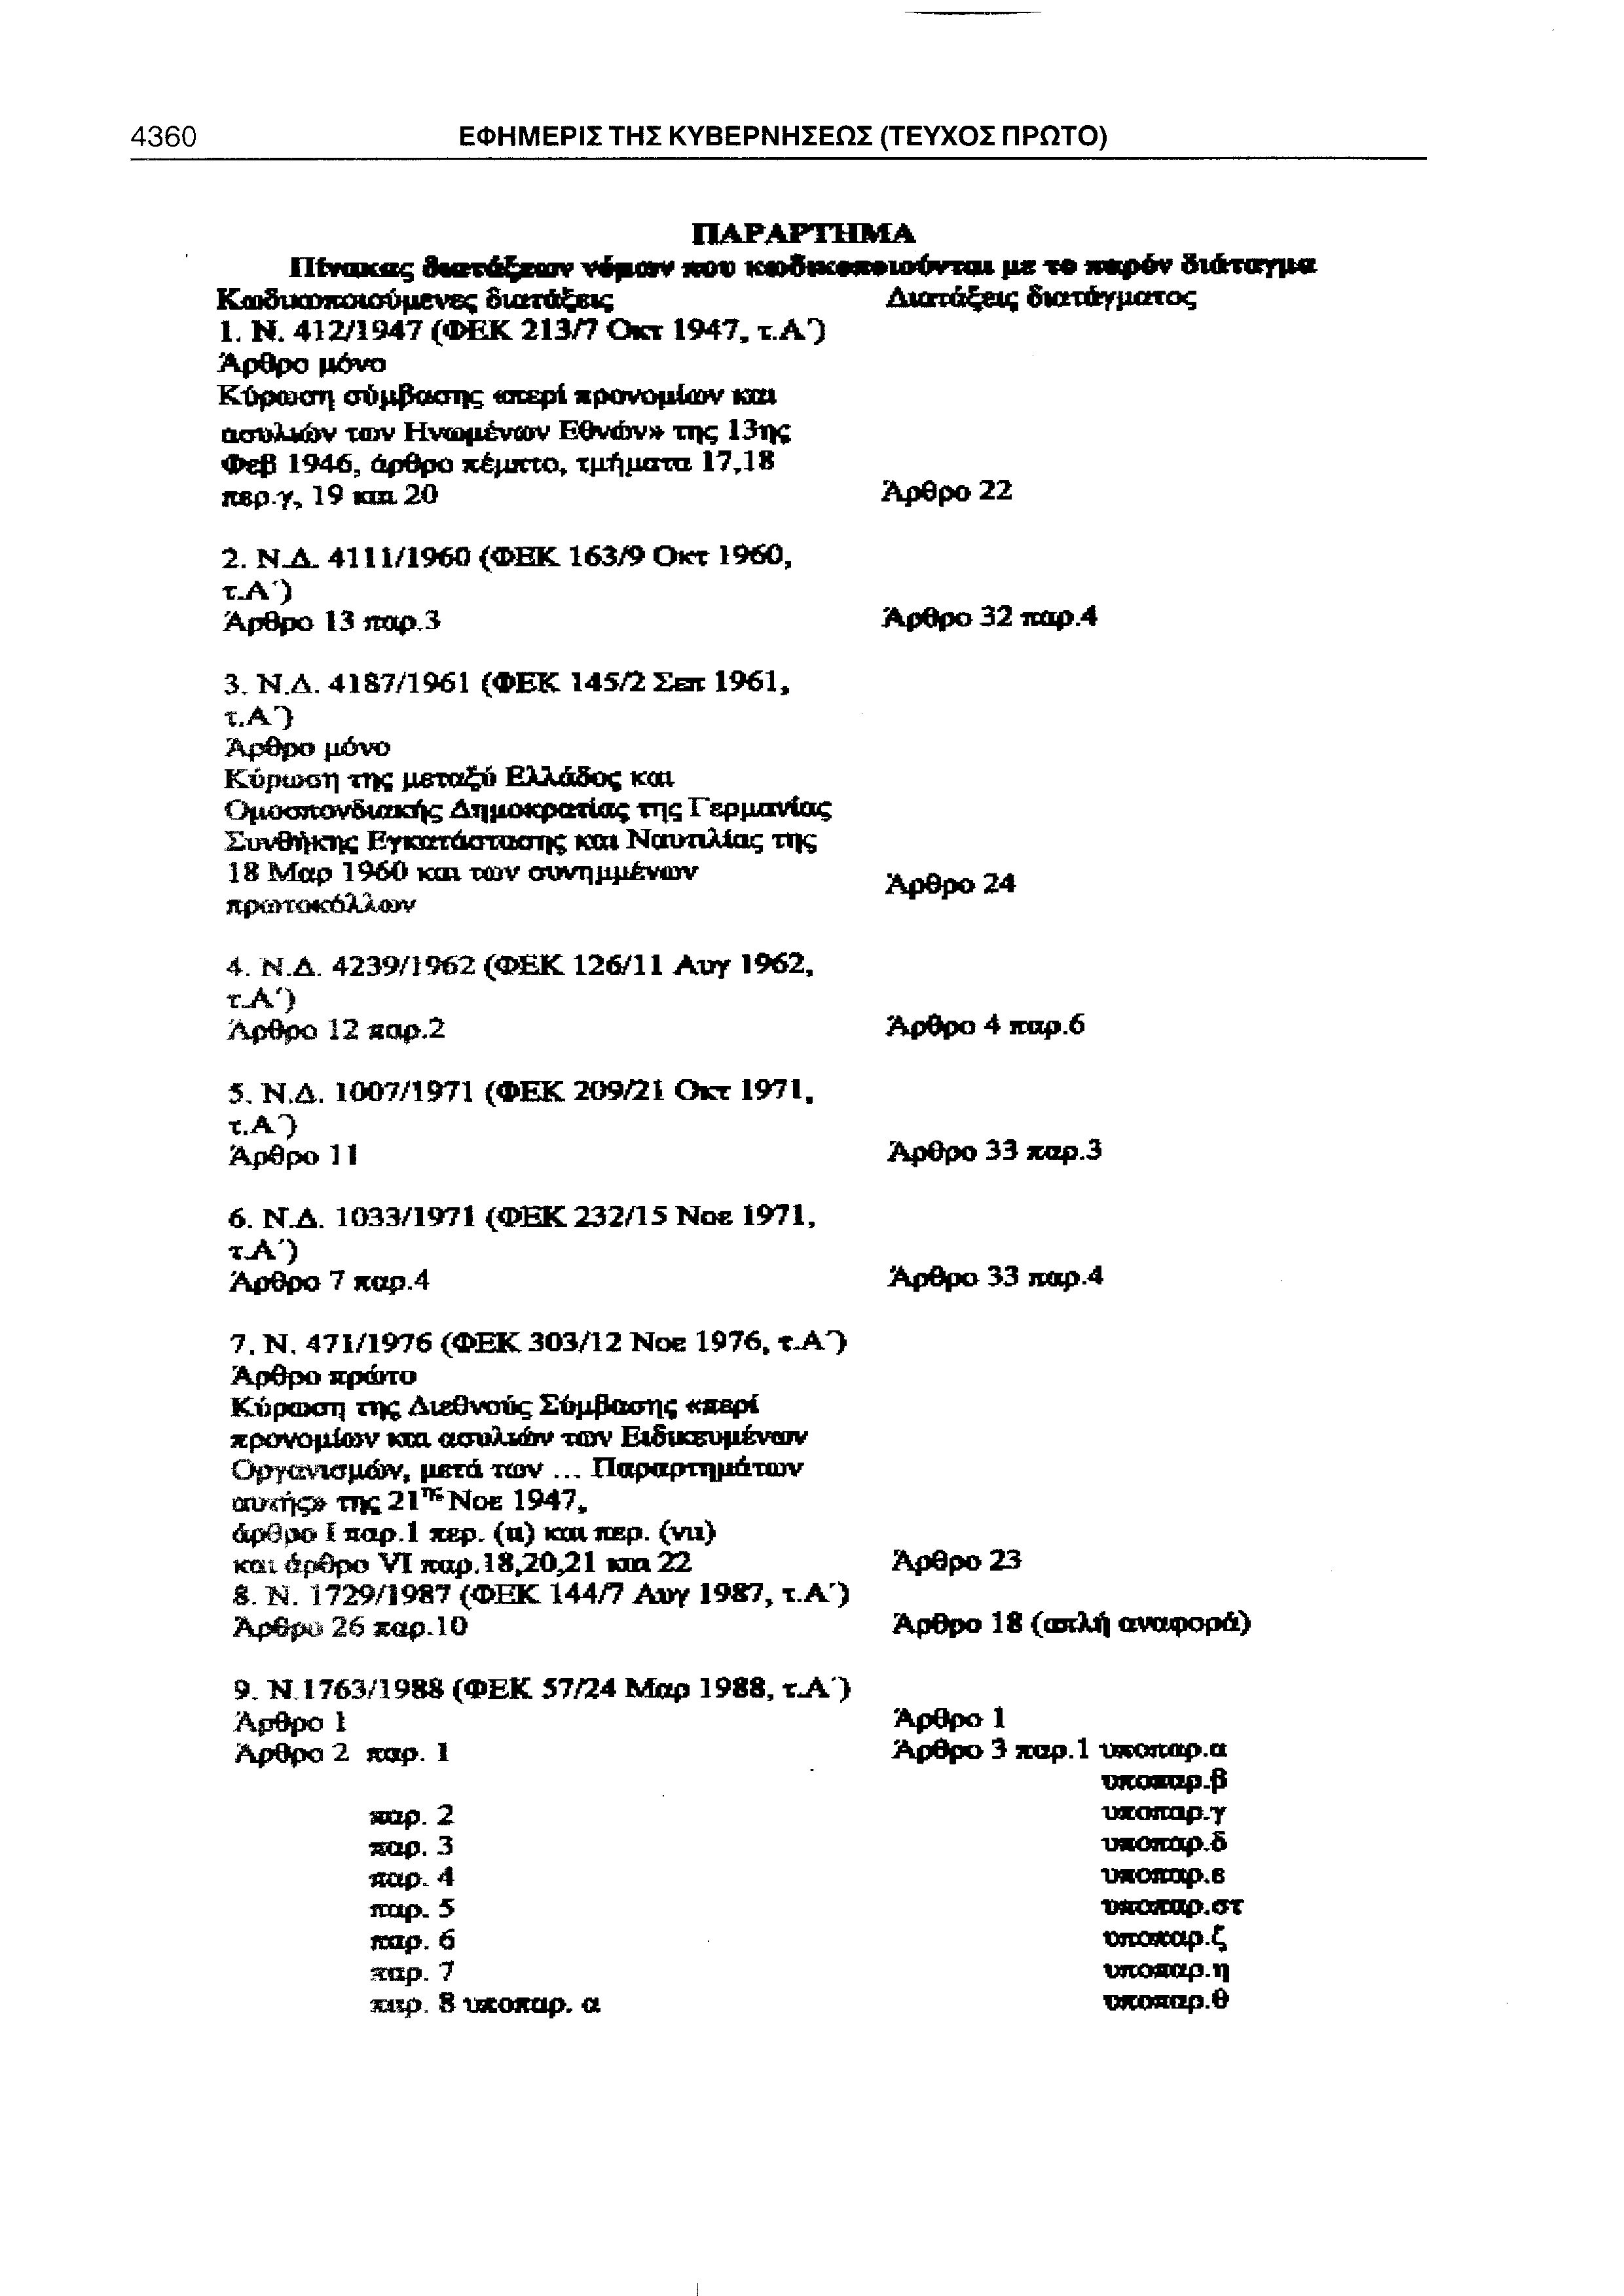 4360 ΕΦΗΜΕΡΙΣ ΤΗΣ ΚΥΒΕΡΝΗΣΕΩΣ (ΤΕΥΧΟΣ ΠΡΩΤΟ)
ΠΑΡΑΡΤΗΜΑ
Πίνακας διατάξεων νόμων που κωδικοποιούνται με το παρόν διάταγμα
Κωδικοποιούμενες διατάξεις Διατάξεις διατάγματος
1. Ν. 412/1947 (ΦΕΚ 213/7 Οκτ 1947, τ.Α΄)
Άρθρο μόνο
Κύρωση σύμβασης «περί προνομίων και
ασυλιών των Ηνωμένων Εθνών» της 13ης
Φεβ 1946, άρθρο πέμπτο, τμήματα 17,18
περ.γ, 19 και 20 Άρθρο 22
2. Ν.Δ. 4111/1960 (ΦΕΚ 163/9 Οκτ 1960,
τ.Α΄)
Άρθρο 13 παρ.3 Άρθρο 32 παρ.4
3. Ν.Δ. 4187/1961 (ΦΕΚ 145/2 Σεπ 1961,
τ.Α΄)
Άρθρο μόνο
Κύρωση της μεταξύ Ελλάδος και
Ομοσπονδιακής Δημοκρατίας της Γερμανίας
Συνθήκης Εγκατάστασης και Ναυτιλίας της
18 Μαρ 1960 και των συνημμένων
πρωτοκόλλων Άρθρο 24
4. Ν.Δ. 4239/1962 (ΦΕΚ 126/11 Αυγ 1962,
τ.Α΄)
Άρθρο 12 παρ.2 Άρθρο 4 παρ.6
5. Ν.Δ. 1007/1971 (ΦΕΚ 209/21 Οκτ 1971,
τ.Α΄)
Άρθρο 11 Άρθρο 33 παρ.3
6. Ν.Δ. 1033/1971 (ΦΕΚ 232/15 Νοε 1971,
τ.Α΄)
Άρθρο 7 παρ.4 Άρθρο 33 παρ.4
7. Ν. 471/1976 (ΦΕΚ 303/12 Νοε 1976, τ.Α΄)
Άρθρο πρώτο
Κύρωση της Διεθνούς Σύμβασης «περί
προνομίων και ασυλιών των Ειδικευμένων
Οργανισμών, μετά των ... Παραρτημάτων
αυτής» της 21ης Νοε 1947,
άρθρο Ι παρ.1 περ. (ιι) και περ. (vιι)
και άρθρο VI παρ.18,20,21 και 22 Άρθρο 23
8. Ν. 1729/1987 (ΦΕΚ 144/7 Αυγ 1987, τ.Α΄)
Άρθρο 26 παρ.10 Άρθρο 18 (απλή αναφορά)
9. Ν.1763/1988 (ΦΕΚ 57/24 Μαρ 1988, τ.Α΄)
Άρθρο 1 Άρθρο 1
Άρθρο 2 παρ. 1 Άρθρο 3 παρ.1 υποπαρ.α
υποπαρ.β
παρ. 2 υποπαρ.γ
παρ. 3 υποπαρ.δ
παρ. 4 υποπαρ.ε
παρ. 5 υποπαρ.στ
παρ. 6 υποπαρ.ζ
παρ. 7 υποπαρ.η
παρ. 8 υποπαρ. α υποπαρ.θ